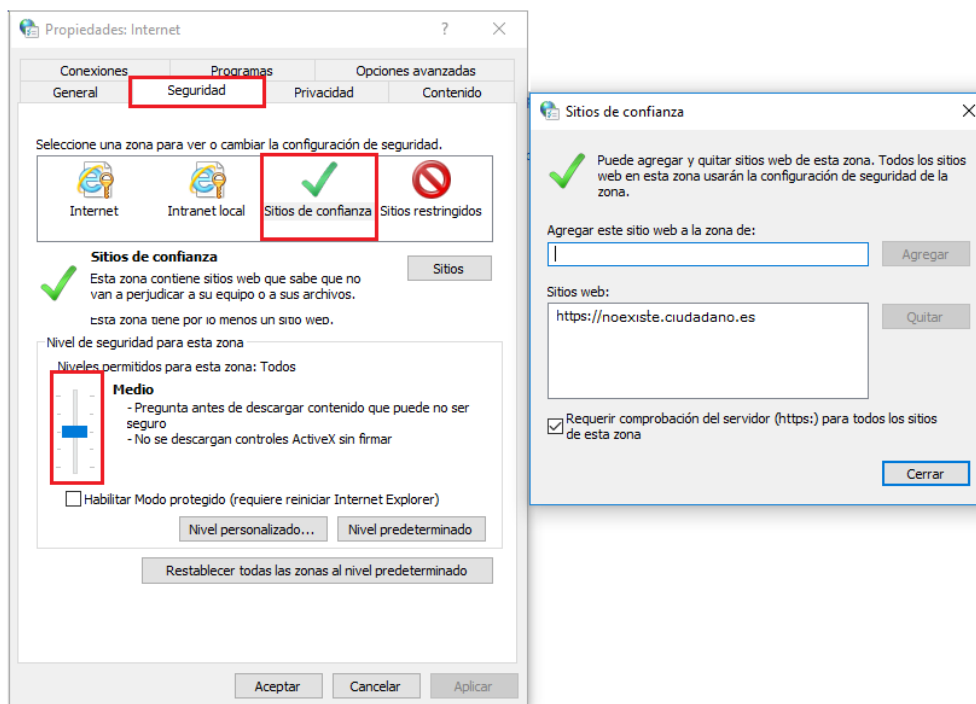 Propiedades: Internet
Conexiones Programas Opciones avanzadas
General Seguridad Privacidad Contenido
Seleccione una zona para ver o cambiar la configuración de seguridad.
Internet Intranet local Sitios de confianza Sitios restringidos
Sitios de confianza
Esta zona contiene sitios web que sabe que no
van a perjudicar a su equipo o a sus archivos.
Esta zona tiene por lo menos un sitio web.
Sitios
Nivel de seguridad para esta zona
Niveles permitidos para esta zona: Todos
Medio
- Pregunta antes de descargar contenido que puede no ser
seguro
- No se descargan controles ActiveX sin firmar
Habilitar Modo protegido (requiere reiniciar Internet Explorer)
Nivel personalizado... Nivel predeterminado
Restablecer todas las zonas al nivel predeterminado
Aceptar Cancelar Aplicar
Sitios de confianza
Puede agregar y quitar sitios web de esta zona. Todos los sitios
web en esta zona usarán la configuración de seguridad de la
zona.
Agregar este sitio web a la zona de:
Agregar
Sitios web:
https://noexiste.ciudadano.es
Quitar
Requerir comprobación del servidor (https:) para todos los sitios
de esta zona
Cerrar